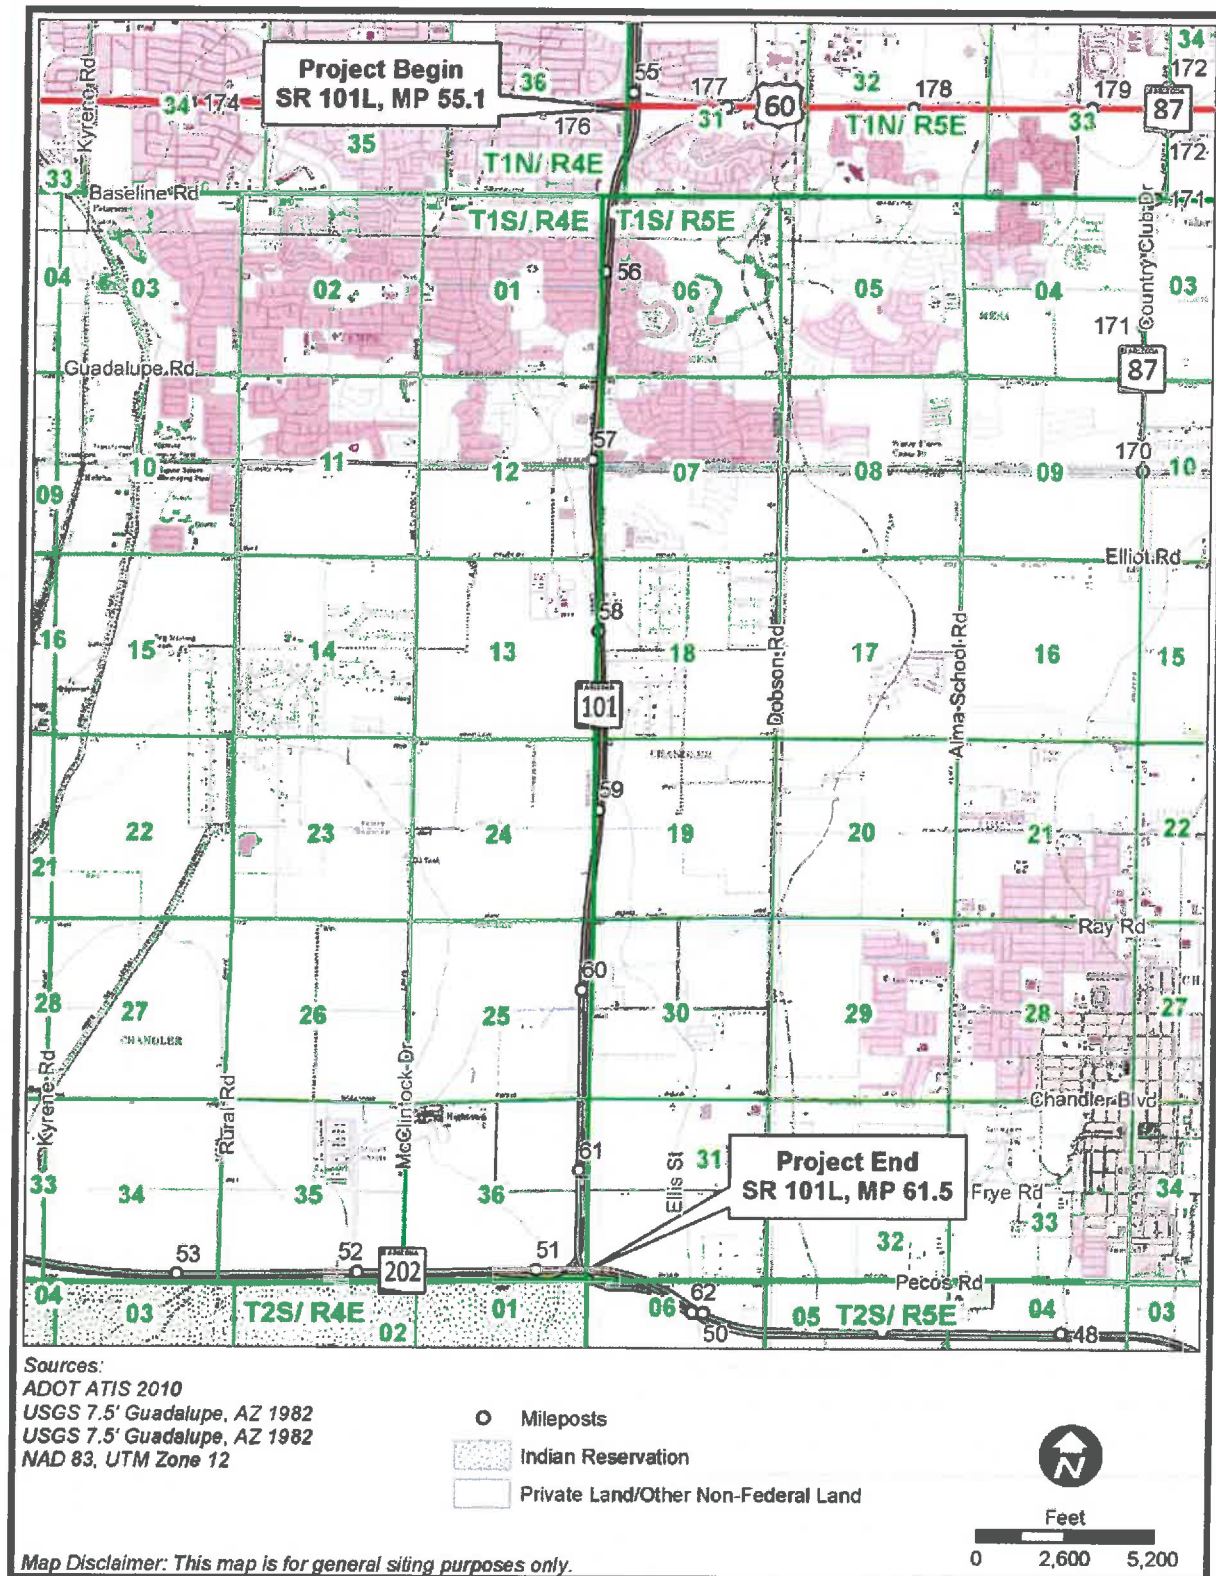 34
172
Kyrene Rd
Project Begin
SR 101L, MP 55.1
36
55
177
60
32
178
179
87
34
174
176
31
T1N/ R5E
33
35
T1N/ R4E
172
33
Baseline Rd
171
T1S/ R4E
T1S/ R5E
Country Club Dr
04
03
02
01
56
06
05
04
03
MESA
171
Guadalupe Rd
87
57
170
10
11
12
07
08
09
10
09
Elliot Rd
58
16
15
14
13
18
Dobson Rd
17
Alma School Rd
16
15
101
CHANDLER
59
22
23
24
19
20
21
22
21
Ray Rd
60
28
27
26
25
30
29
28
27
CHANDLER
Kyrene Rd
Rural Rd
McClintock Dr
Chandler Blvd
61
Ellis St
31
Project End
SR 101L, MP 61.5
33
34
35
36
Frye Rd
34
33
32
53
52
202
51
Pecos Rd
04
03
T2S/ R4E
02
01
06
62
50
05
T2S/ R5E
04
48
03
Sources:
ADOT ATIS 2010
USGS 7.5' Guadalupe, AZ 1982
USGS 7.5' Guadalupe, AZ 1982
NAD 83, UTM Zone 12
Mileposts
Indian Reservation
Private Land/Other Non-Federal Land
N
Feet
0 2,600 5,200
Map Disclaimer: This map is for general siting purposes only.